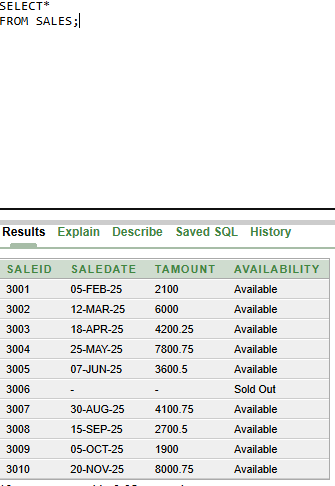 SELECT*
FROM SALES;
Results Explain Describe Saved SQL History
SALEID SALEDATE TAMOUNT AVAILABILITY
3001 05-FEB-25 2100 Available
3002 12-MAR-25 6000 Available
3003 18-APR-25 4200.25 Available
3004 25-MAY-25 7800.75 Available
3005 07-JUN-25 3600.5 Available
3006 - - Sold Out
3007 30-AUG-25 4100.75 Available
3008 15-SEP-25 2700.5 Available
3009 05-OCT-25 1900 Available
3010 20-NOV-25 8000.75 Available